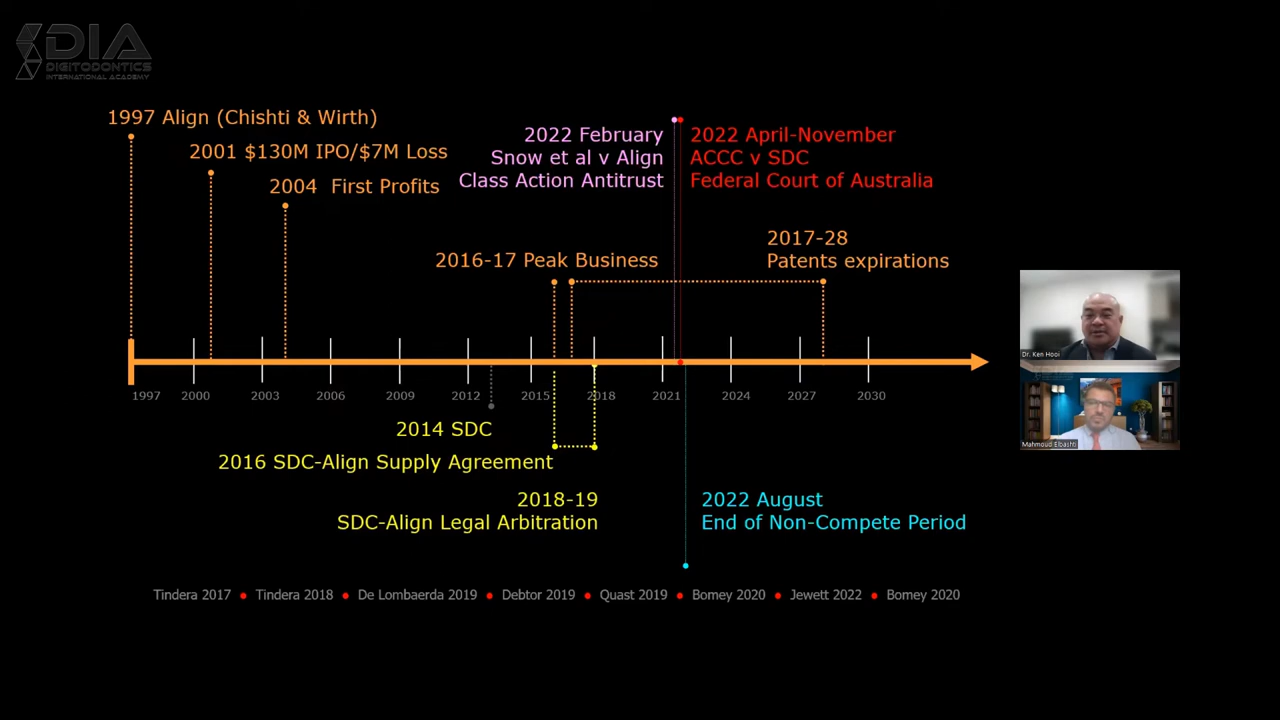 DIA
DIGITODONTICS
INTERNATIONAL ACADEMY
1997 Align (Chishti & Wirth)
2001 $130M IPO/$7M Loss
2004 First Profits
2022 February
Snow et al v Align
Class Action Antitrust
2022 April-November
ACCC v SDC
Federal Court of Australia
2016-17 Peak Business
2017-28
Patents expirations
1997 2000 2003 2006 2009 2012 2015 2018 2021 2024 2027 2030
2014 SDC
2016 SDC-Align Supply Agreement
2018-19
SDC-Align Legal Arbitration
2022 August
End of Non-Compete Period
Tindera 2017 • Tindera 2018 • De Lombaerda 2019 • Debtor 2019 • Quast 2019 • Bomey 2020 • Jewett 2022 • Bomey 2020
Dr. Ken Hooi
Mahmoud Elbashti